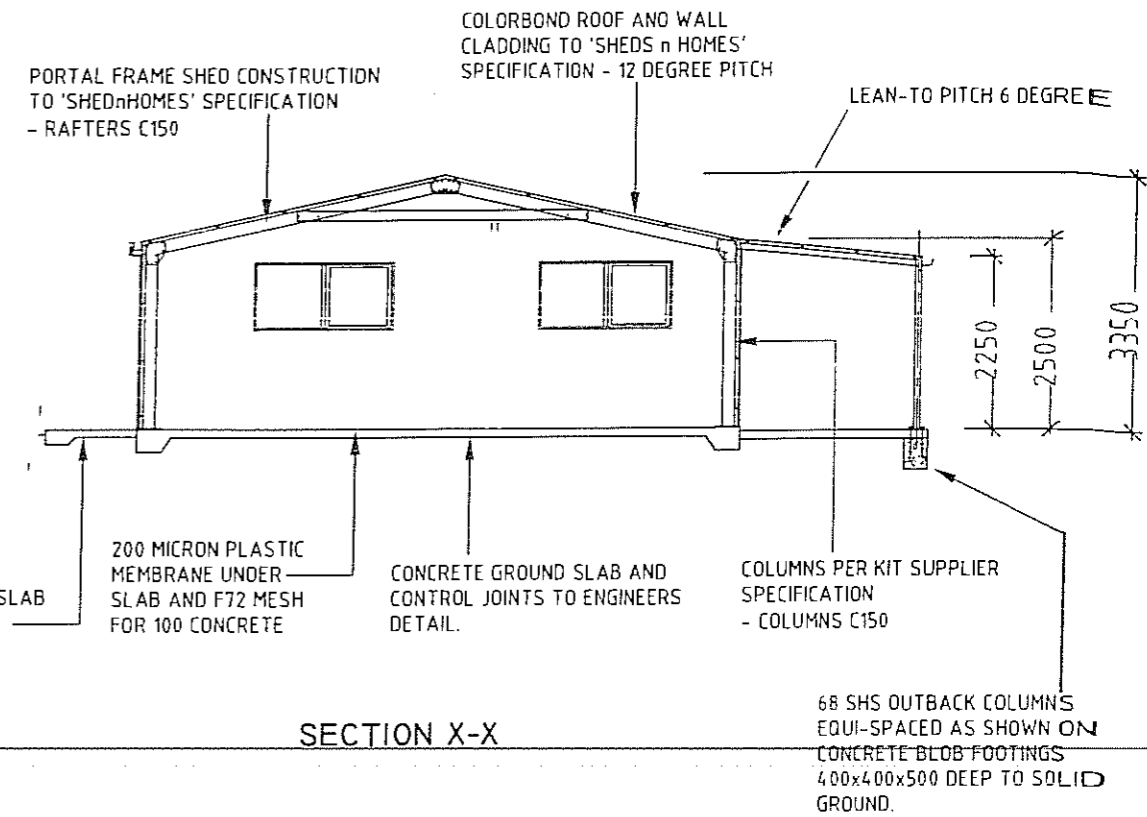 COLORBOND ROOF AND WALL
CLADDING TO 'SHEDS n HOMES'
SPECIFICATION - 12 DEGREE PITCH
PORTAL FRAME SHED CONSTRUCTION
TO 'SHEDnHOMES' SPECIFICATION
- RAFTERS C150
LEAN-TO PITCH 6 DEGREE
2250
2500
3350
SLAB
200 MICRON PLASTIC
MEMBRANE UNDER
SLAB AND F72 MESH
FOR 100 CONCRETE
CONCRETE GROUND SLAB AND
CONTROL JOINTS TO ENGINEERS
DETAIL.
COLUMNS PER KIT SUPPLIER
SPECIFICATION
- COLUMNS C150
68 SHS OUTBACK COLUMNS
EQUI-SPACED AS SHOWN ON
CONCRETE BLOB FOOTINGS
400x400x500 DEEP TO SOLID
GROUND.
SECTION X-X